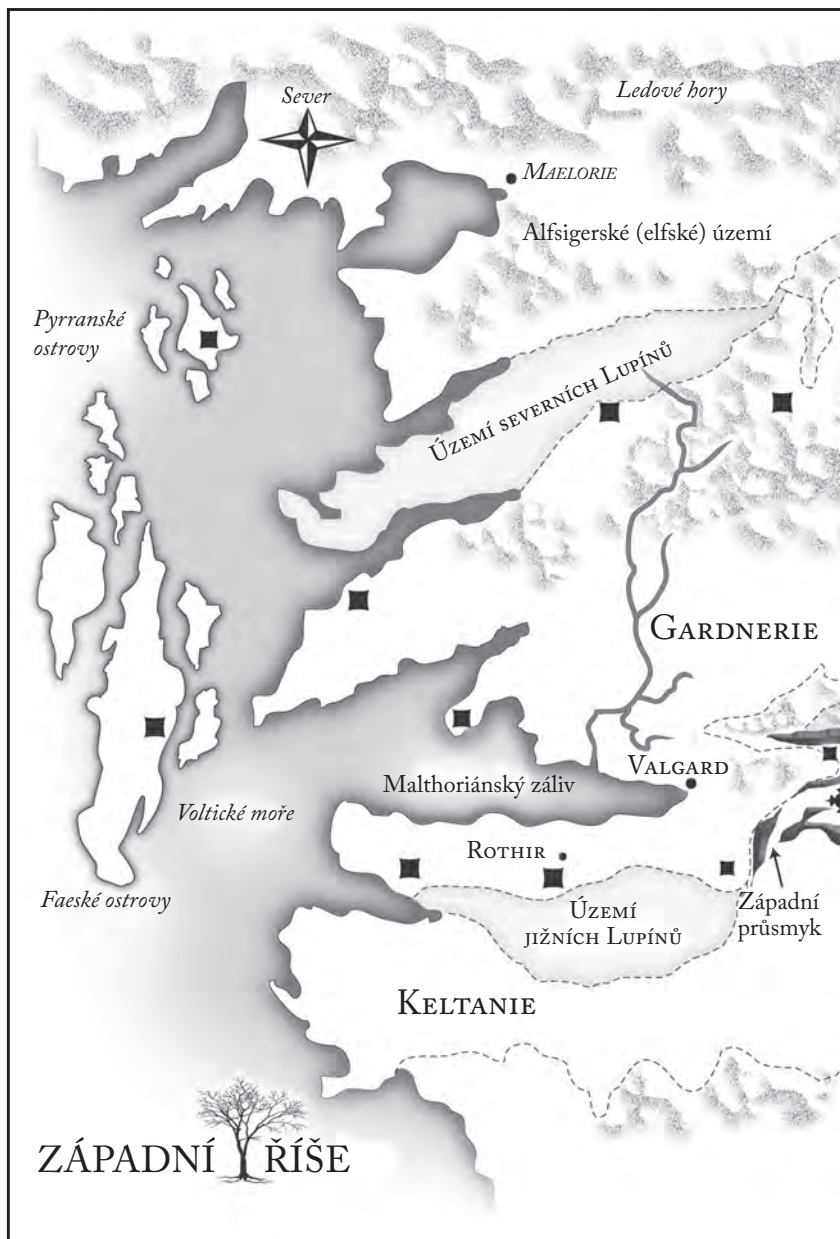 Sever
Ledové hory
MAELORIE
Alfsigerské (elfské) území
Pyrranské
ostrovy
ÚZEMÍ SEVERNÍCH LUPÍNŮ
GARDNERIE
VALGARD
Malthoriánský záliv
Voltické moře
ROTHIR
Faeské ostrovy
Západní
průsmyk
ÚZEMÍ
JIŽNÍCH LUPÍNŮ
KELTANIE
ZÁPADNÍ ŘÍŠE